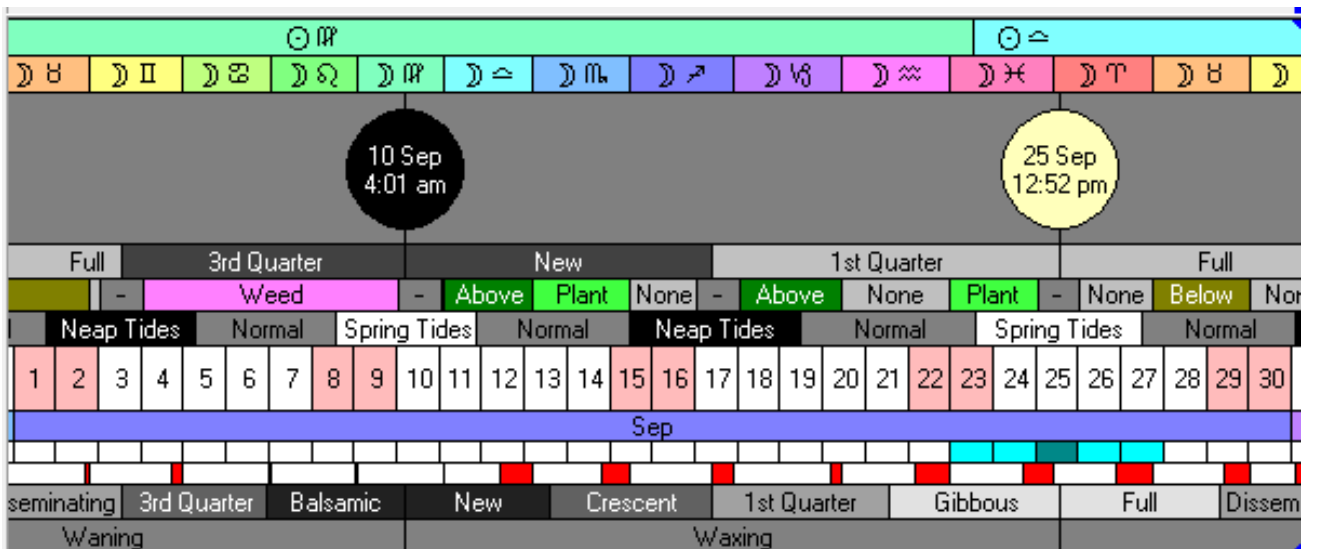 ☉ ♍ ☉ ♎
☽ ♉ ☽ ♊ ☽ ♋ ☽ ♌ ☽ ♍ ☽ ♎ ☽ ♏ ☽ ♐ ☽ ♑ ☽ ♒ ☽ ♓ ☽ ♈ ☽ ♉ ☽
10 Sep 25 Sep
4:01 am 12:52 pm
Full 3rd Quarter New 1st Quarter Full
- Weed - Above Plant None - Above None Plant - None Below Nor
l Neap Tides Normal Spring Tides Normal Neap Tides Normal Spring Tides Normal
1 2 3 4 5 6 7 8 9 10 11 12 13 14 15 16 17 18 19 20 21 22 23 24 25 26 27 28 29 30
Sep
seminating 3rd Quarter Balsamic New Crescent 1st Quarter Gibbous Full Dissem
Waning Waxing